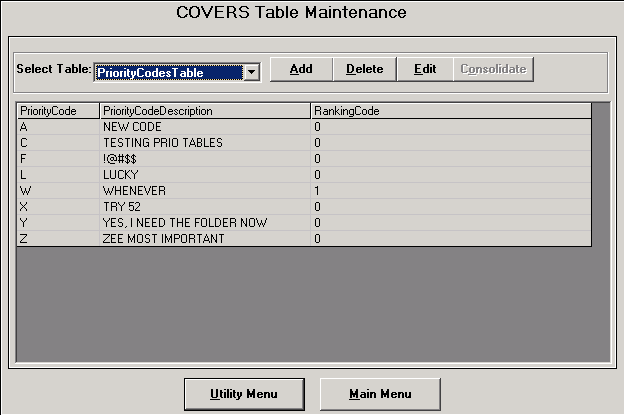 COVERS Table Maintenance
Select Table: PriorityCodesTable Add Delete Edit Consolidate
PriorityCode PriorityCodeDescription RankingCode
A NEW CODE 0
C TESTING PRIO TABLES 0
F !@#$$ 0
L LUCKY 0
W WHENEVER 1
X TRY 52 0
Y YES, I NEED THE FOLDER NOW 0
Z ZEE MOST IMPORTANT 0
Utility Menu Main Menu